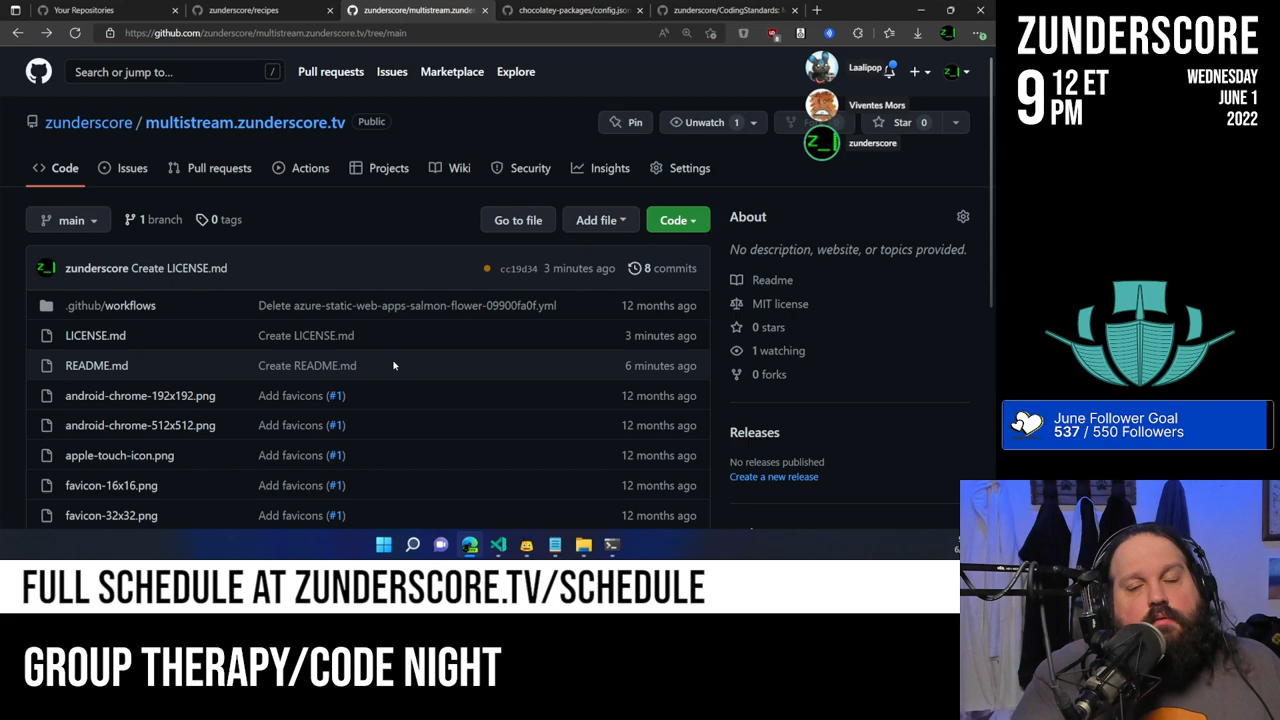 Your Repositories
zunderscore/recipes
zunderscore/multistream.zunder
chocolatey-packages/config.json
zunderscore/CodingStandards: M
https://github.com/zunderscore/multistream.zunderscore.tv/tree/main
Search or jump to...
/
Pull requests
Issues
Marketplace
Explore
Laalipop
Viventes Mors
zunderscore
zunderscore / multistream.zunderscore.tv
Public
Pin
Unwatch 1
Star 0
Code
Issues
Pull requests
Actions
Projects
Wiki
Security
Insights
Settings
main
1 branch
0 tags
Go to file
Add file
Code
zunderscore Create LICENSE.md
cc19d34 3 minutes ago
8 commits
.github/workflows Delete azure-static-web-apps-salmon-flower-09900fa0f.yml 12 months ago
LICENSE.md Create LICENSE.md 3 minutes ago
README.md Create README.md 6 minutes ago
android-chrome-192x192.png Add favicons (#1) 12 months ago
android-chrome-512x512.png Add favicons (#1) 12 months ago
apple-touch-icon.png Add favicons (#1) 12 months ago
favicon-16x16.png Add favicons (#1) 12 months ago
favicon-32x32.png Add favicons (#1) 12 months ago
About
No description, website, or topics provided.
Readme
MIT license
0 stars
1 watching
0 forks
Releases
No releases published
Create a new release
ZUNDERSCORE
9 12 ET
PM
WEDNESDAY
JUNE 1
2022
June Follower Goal
537 / 550 Followers
FULL SCHEDULE AT ZUNDERSCORE.TV/SCHEDULE
GROUP THERAPY/CODE NIGHT